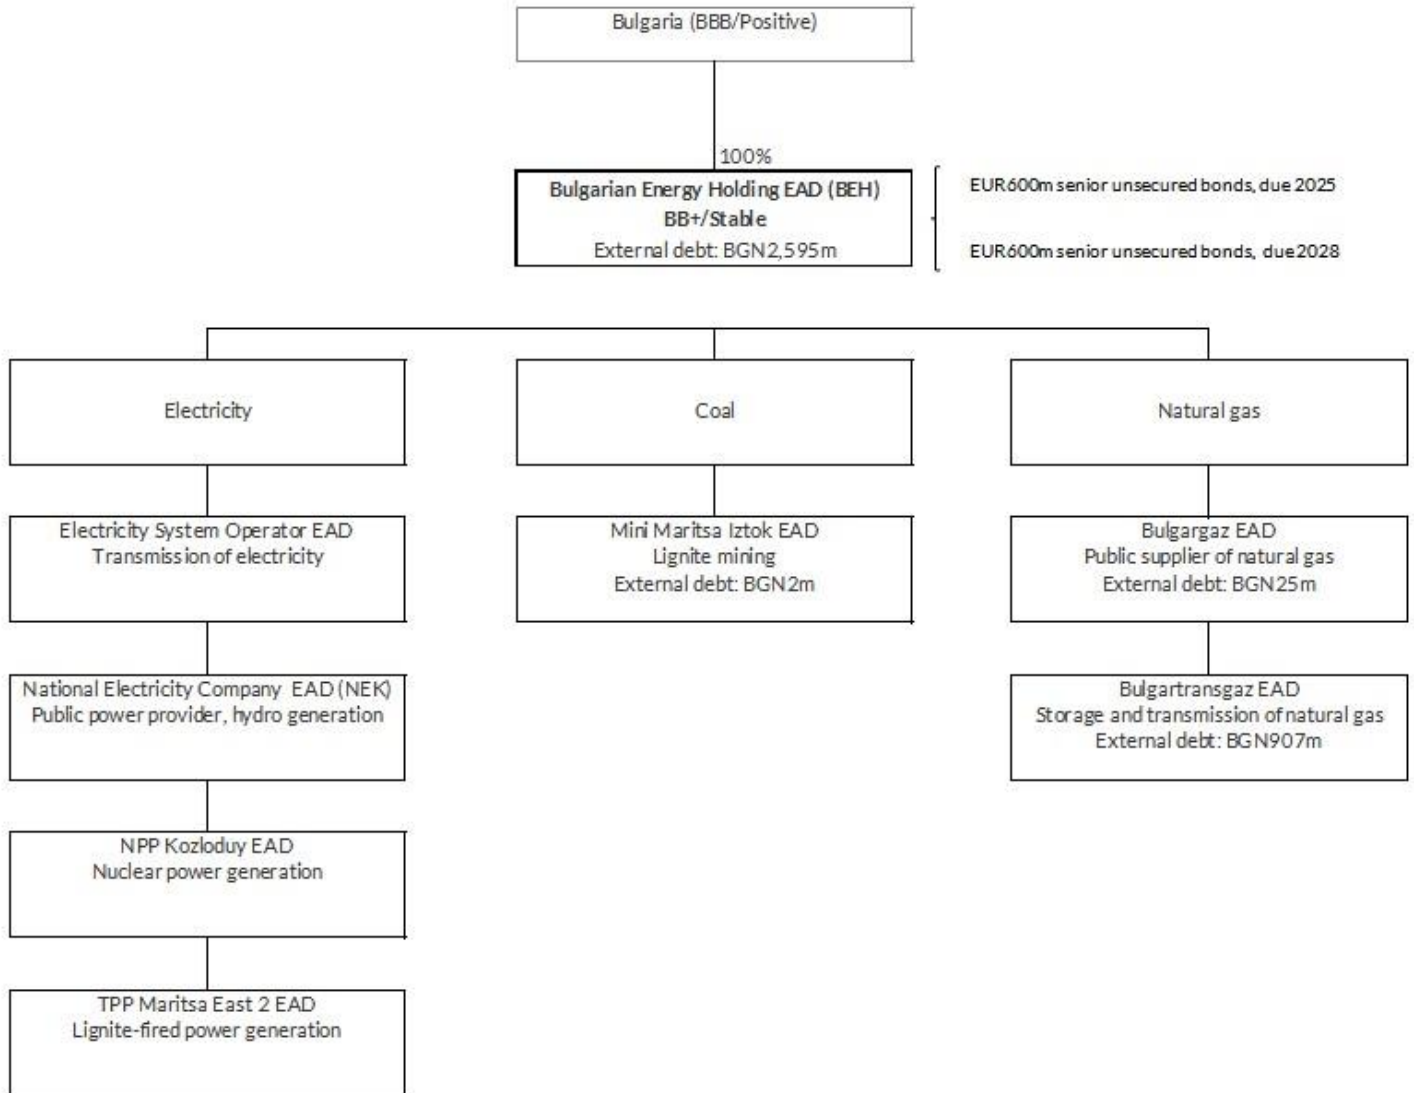 Bulgaria (BBB/Positive)
100%
Bulgarian Energy Holding EAD (BEH)
BB+/Stable
External debt: BGN2,595m
EUR600m senior unsecured bonds, due 2025
EUR600m senior unsecured bonds, due 2028
Electricity
Coal
Natural gas
Electricity System Operator EAD
Transmission of electricity
Mini Maritsa Iztok EAD
Lignite mining
External debt: BGN2m
Bulgargaz EAD
Public supplier of natural gas
External debt: BGN25m
National Electricity Company EAD (NEK)
Public power provider, hydro generation
Bulgartransgaz EAD
Storage and transmission of natural gas
External debt: BGN907m
NPP Kozloduy EAD
Nuclear power generation
TPP Maritsa East 2 EAD
Lignite-fired power generation